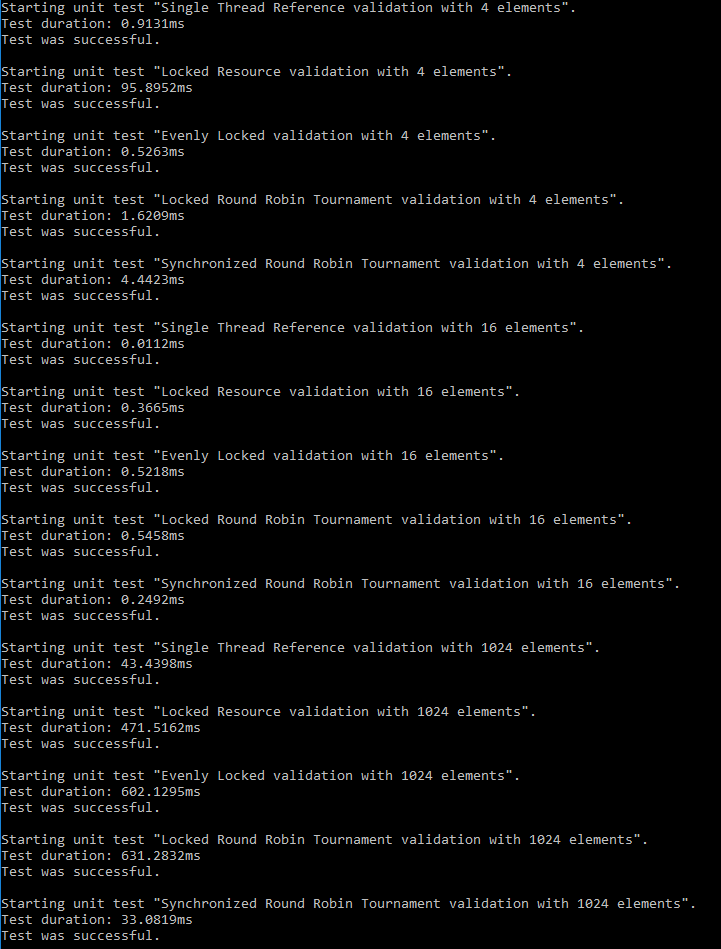 Starting unit test "Single Thread Reference validation with 4 elements".
Test duration: 0.9131ms
Test was successful.
Starting unit test "Locked Resource validation with 4 elements".
Test duration: 95.8952ms
Test was successful.
Starting unit test "Evenly Locked validation with 4 elements".
Test duration: 0.5263ms
Test was successful.
Starting unit test "Locked Round Robin Tournament validation with 4 elements".
Test duration: 1.6209ms
Test was successful.
Starting unit test "Synchronized Round Robin Tournament validation with 4 elements".
Test duration: 4.4423ms
Test was successful.
Starting unit test "Single Thread Reference validation with 16 elements".
Test duration: 0.0112ms
Test was successful.
Starting unit test "Locked Resource validation with 16 elements".
Test duration: 0.3665ms
Test was successful.
Starting unit test "Evenly Locked validation with 16 elements".
Test duration: 0.5218ms
Test was successful.
Starting unit test "Locked Round Robin Tournament validation with 16 elements".
Test duration: 0.5458ms
Test was successful.
Starting unit test "Synchronized Round Robin Tournament validation with 16 elements".
Test duration: 0.2492ms
Test was successful.
Starting unit test "Single Thread Reference validation with 1024 elements".
Test duration: 43.4398ms
Test was successful.
Starting unit test "Locked Resource validation with 1024 elements".
Test duration: 471.5162ms
Test was successful.
Starting unit test "Evenly Locked validation with 1024 elements".
Test duration: 602.1295ms
Test was successful.
Starting unit test "Locked Round Robin Tournament validation with 1024 elements".
Test duration: 631.2832ms
Test was successful.
Starting unit test "Synchronized Round Robin Tournament validation with 1024 elements".
Test duration: 33.0819ms
Test was successful.